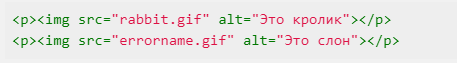 <p><img src="rabbit.gif" alt="Это кролик"></p>
<p><img src="errorname.gif" alt="Это слон"></p>